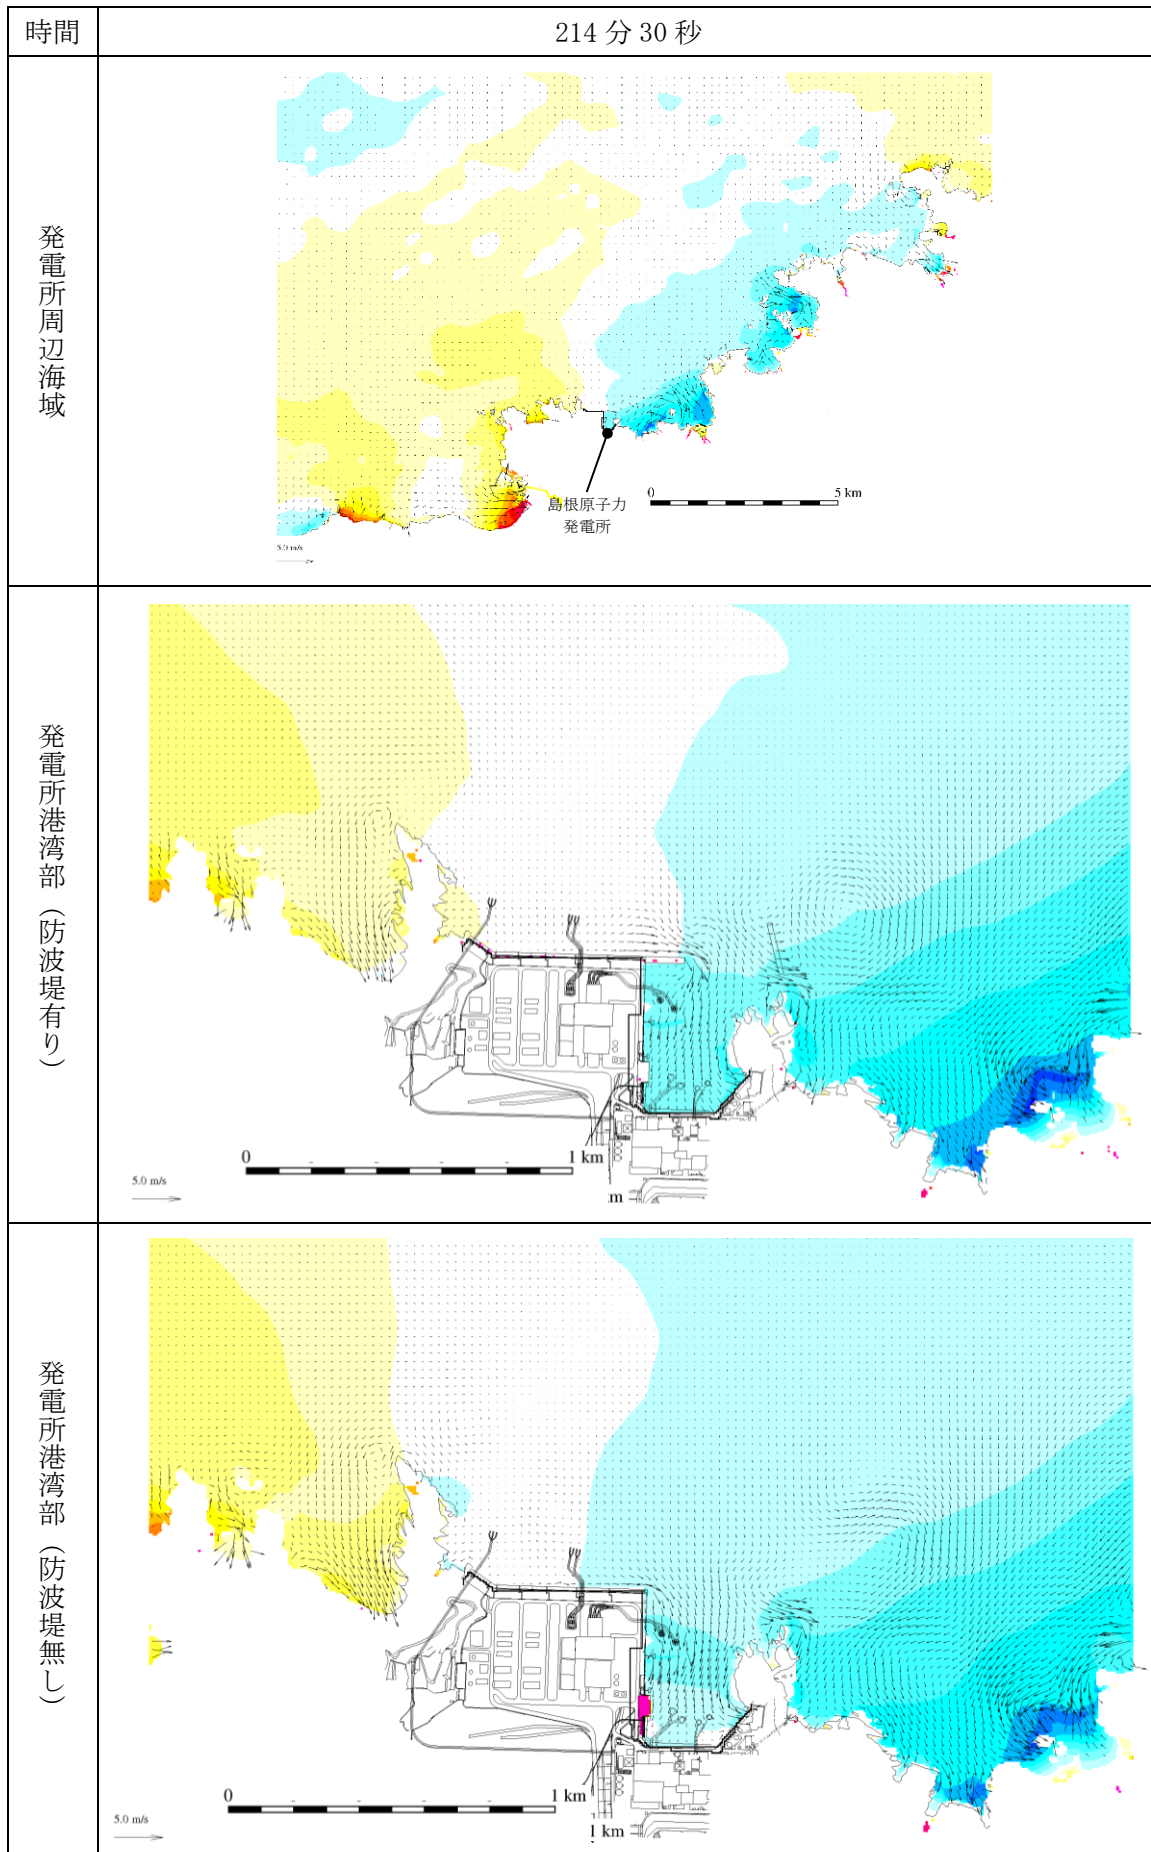 時間
214 分 30 秒
発電所周辺海域
島根原子力
発電所
0
5 km
5.0 m/s
発電所港湾部（防波堤有り）
0
1 km
5.0 m/s
m
発電所港湾部（防波堤無し）
0
1 km
5.0 m/s
1 km